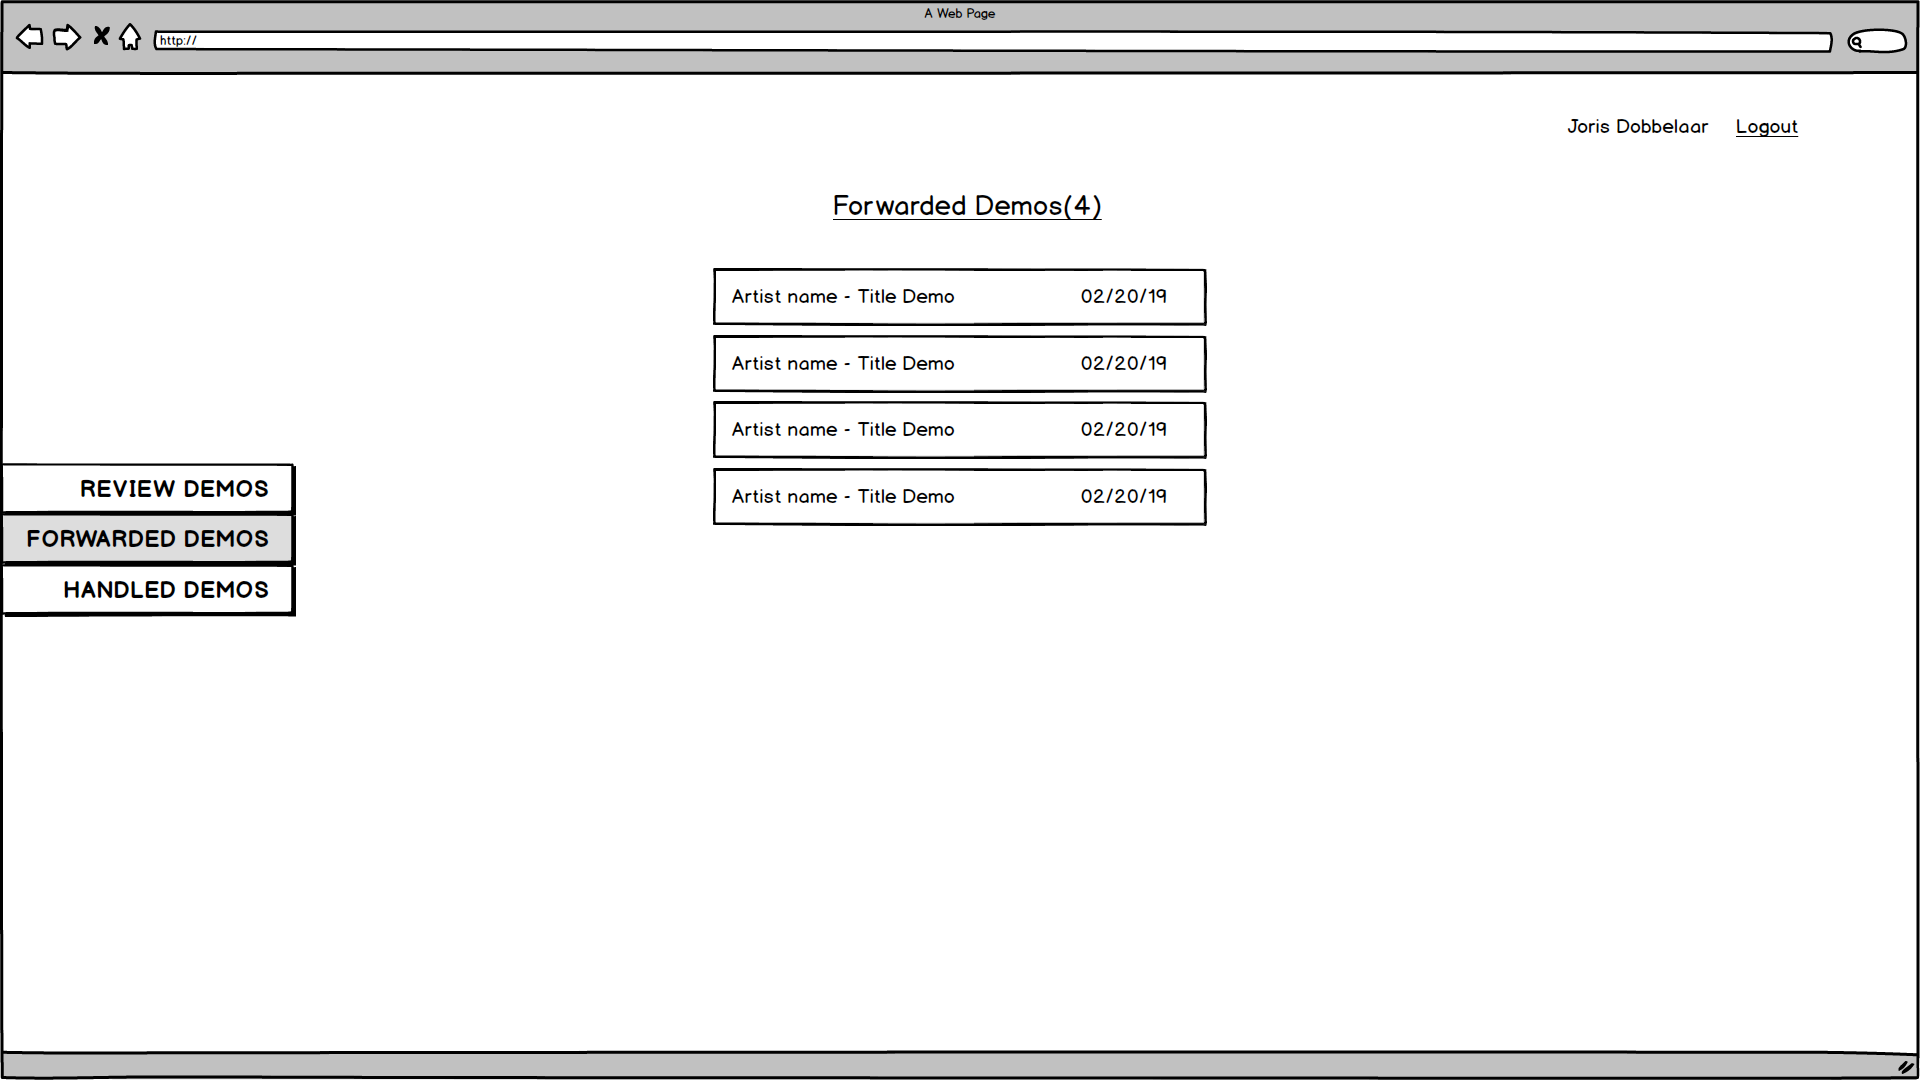 A Web Page
http://
Joris Dobbelaar Logout
Forwarded Demos(4)
Artist name - Title Demo 02/20/19
Artist name - Title Demo 02/20/19
Artist name - Title Demo 02/20/19
Artist name - Title Demo 02/20/19
REVIEW DEMOS
FORWARDED DEMOS
HANDLED DEMOS